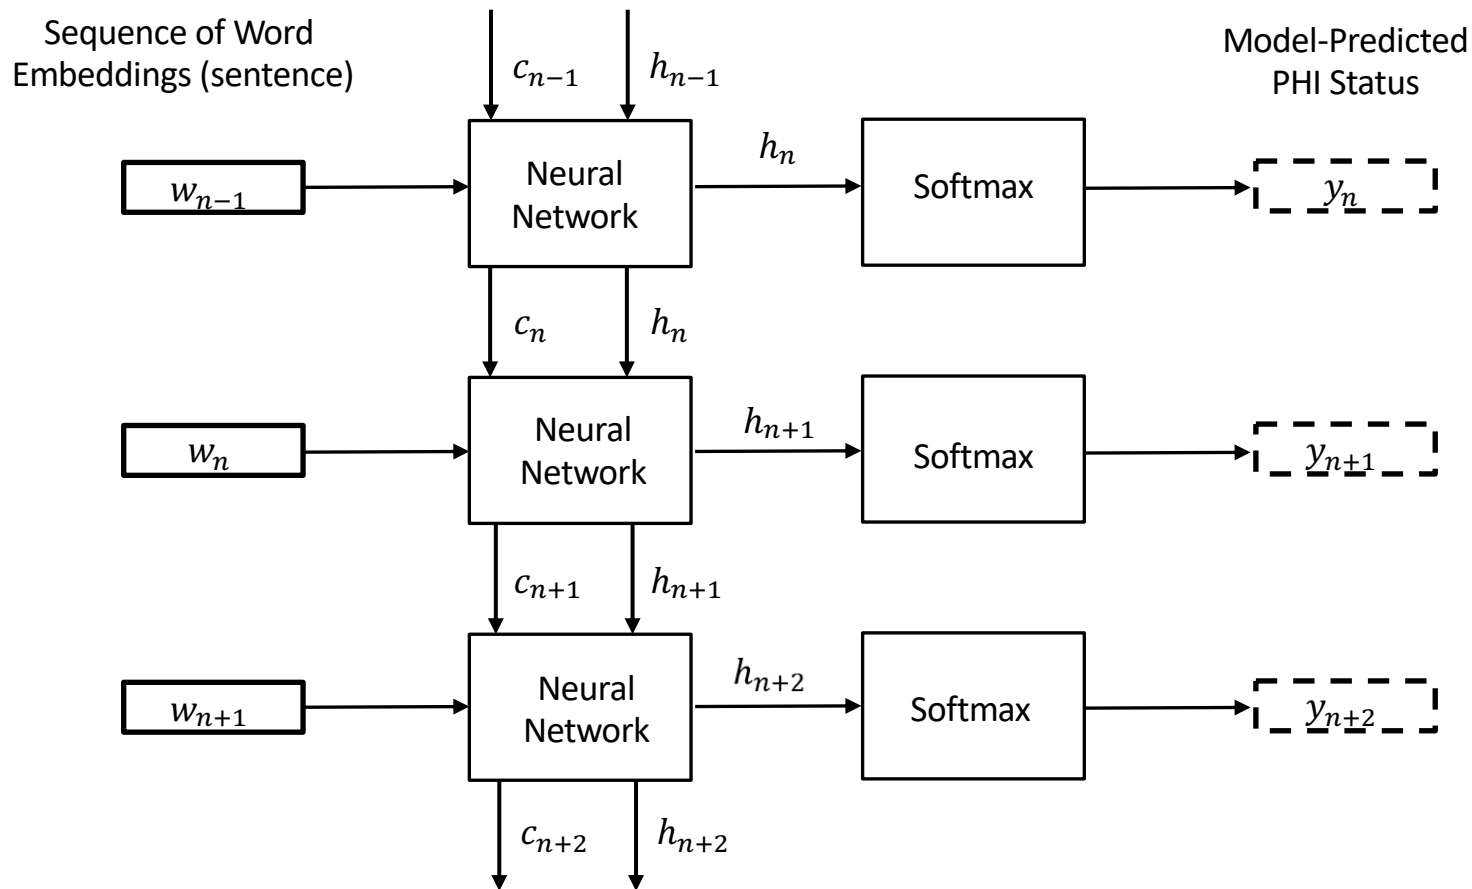 Sequence of Word
Embeddings (sentence)
Model-Predicted
PHI Status
c_{n−1}
h_{n−1}
w_{n−1}
Neural
Network
h_n
Softmax
y_n
c_n
h_n
w_n
Neural
Network
h_{n+1}
Softmax
y_{n+1}
c_{n+1}
h_{n+1}
w_{n+1}
Neural
Network
h_{n+2}
Softmax
y_{n+2}
c_{n+2}
h_{n+2}